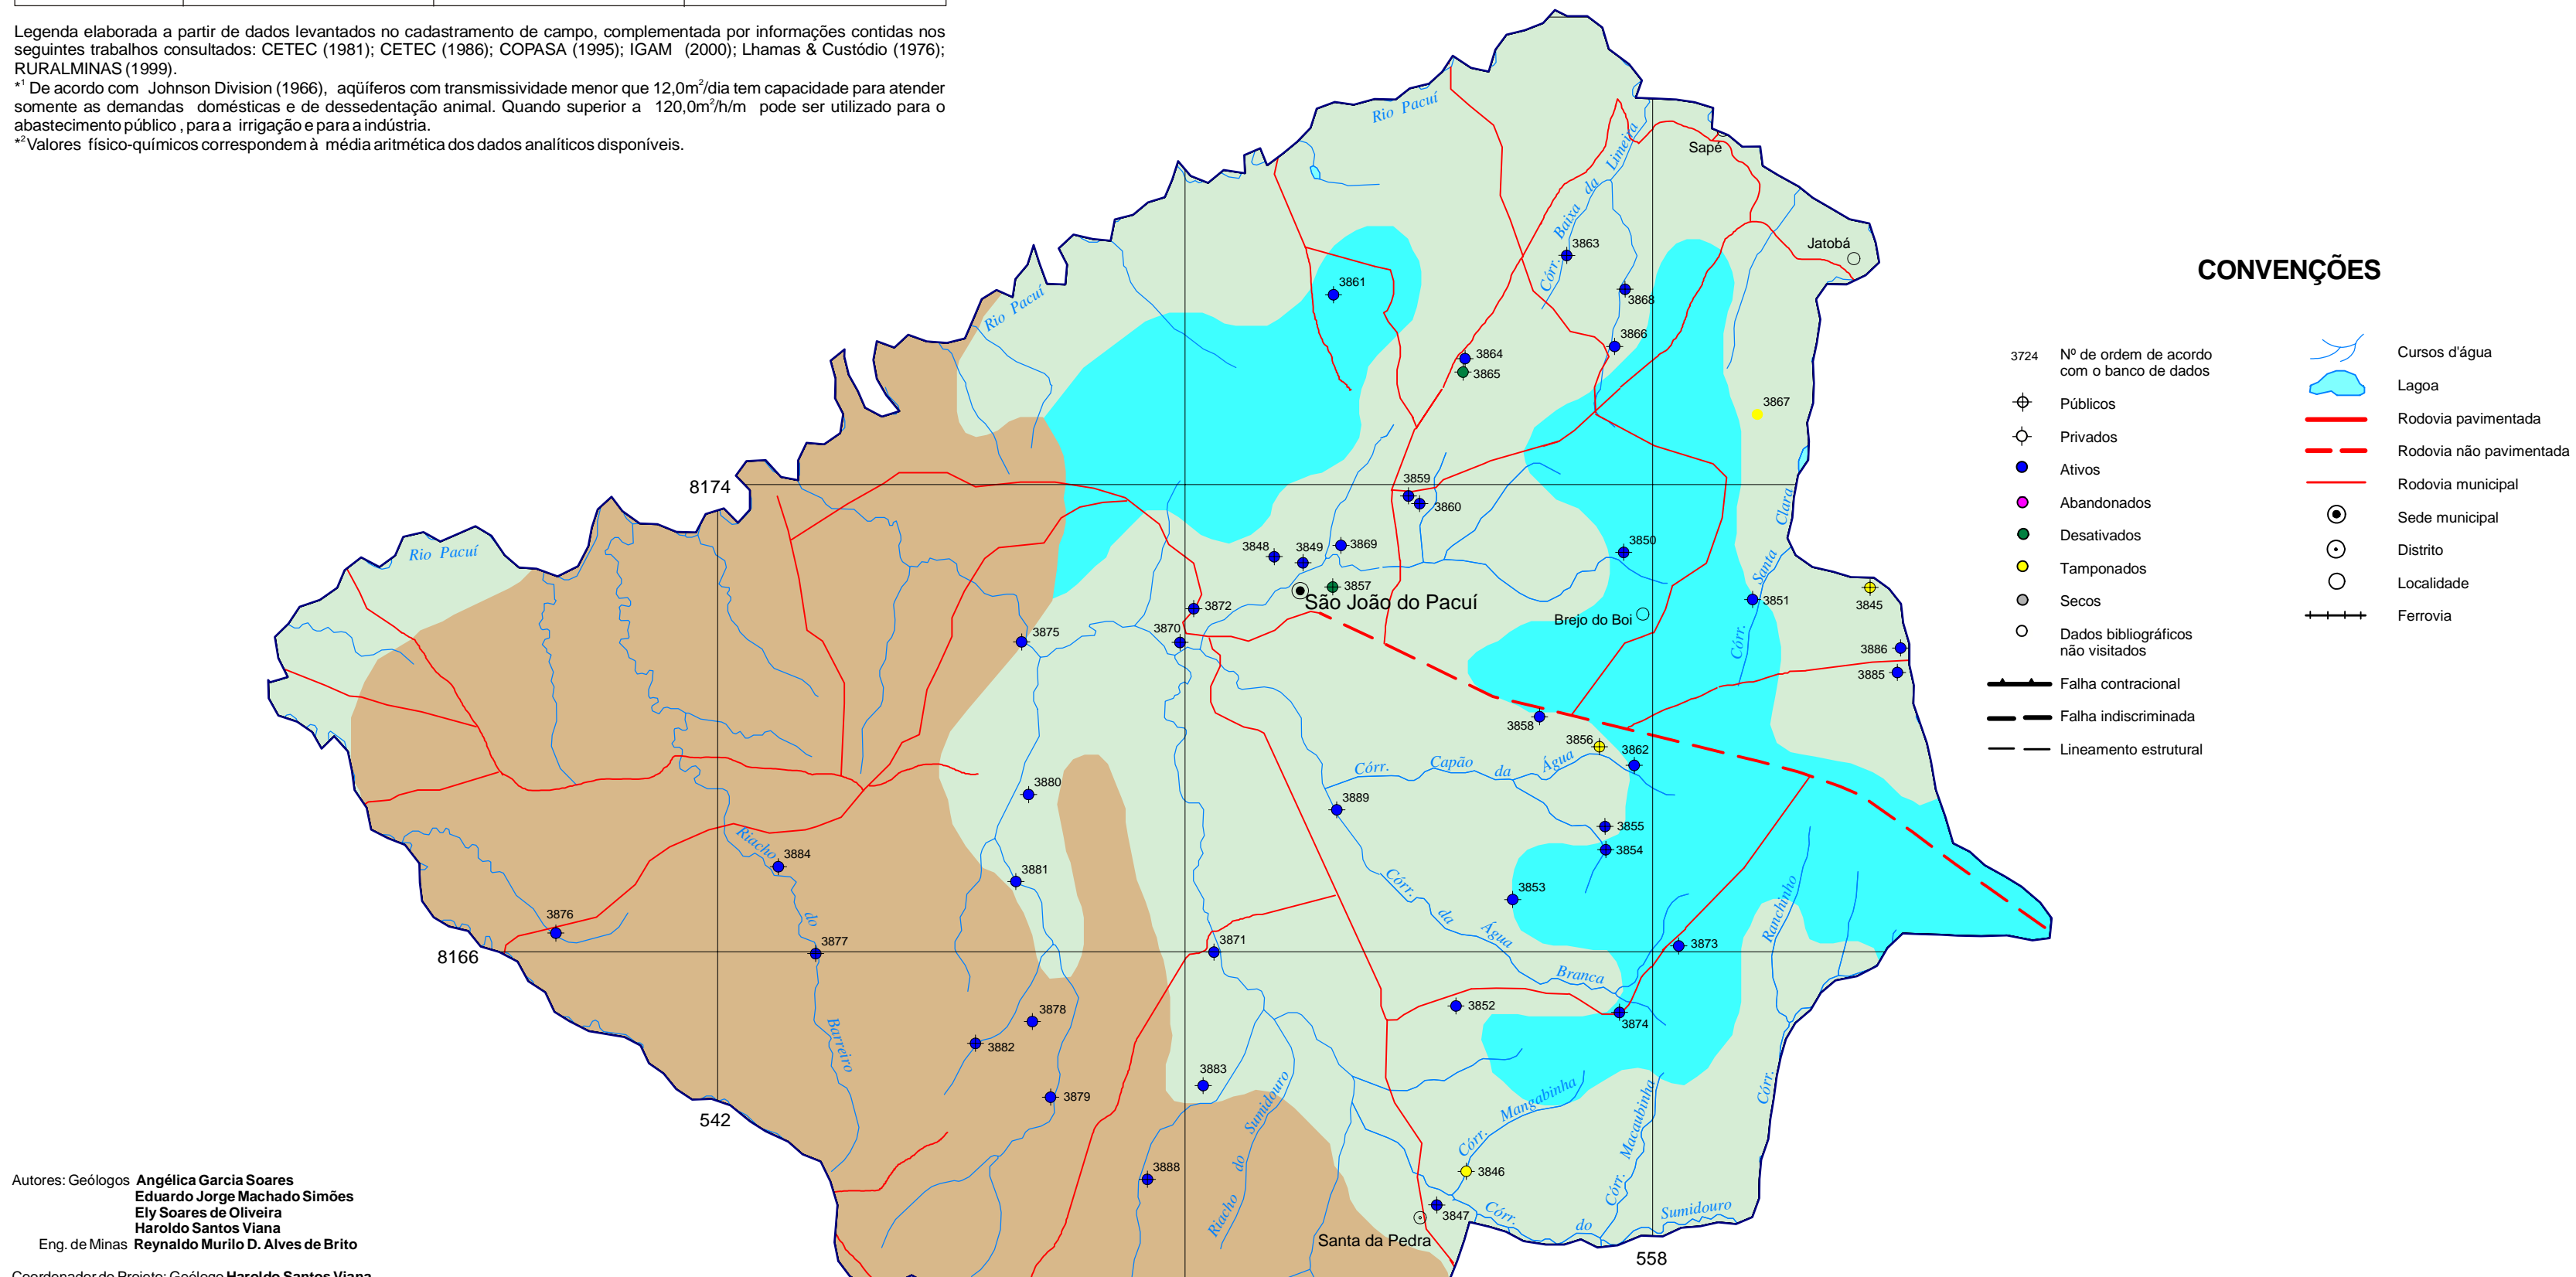 Legenda elaborada a partir de dados levantados no cadastramento de campo, complementada por informações contidas nos
seguintes trabalhos consultados: CETEC (1981); CETEC (1986); COPASA (1995); IGAM (2000); Lhamas & Custódio (1976);
RURALMINAS (1999).
*¹ De acordo com Johnson Division (1966), aqüíferos com transmissividade menor que 12,0m²/dia tem capacidade para atender
somente as demandas domésticas e de dessedentação animal. Quando superior a 120,0m²/h/m pode ser utilizado para o
abastecimento público , para a irrigação e para a indústria.
*² Valores físico-químicos correspondem à média aritmética dos dados analíticos disponíveis.
Rio Pacuí
Córr. Baixa da Limeira
Sapé
Jatobá
3863
3861
3868
Rio Pacuí
3866
3864
3865
3867
8174
3859
3860
Rio Pacuí
3848
3849
3869
3850
Córr. Santa Clara
3857
São João do Pacuí
3872
3851
3845
Brejo do Boi
3875
3870
3886
3885
3858
3856
3862
Córr. Capão da Água
3880
3889
3855
3854
Riacho do Barreiro
3884
3881
3853
Córr. da Água Branca
Córr. Ranchinho
3876
3877
3871
3873
8166
3852
3874
3878
3882
3883
3879
542
Riacho do Sumidouro
Córr. Mangabinha
Córr. Macaubinha
3888
3846
3847
Santa da Pedra
Córr. do Sumidouro
558
CONVENÇÕES
3724 Nº de ordem de acordo
com o banco de dados
Públicos
Privados
Ativos
Abandonados
Desativados
Tamponados
Secos
Dados bibliográficos
não visitados
Falha contracional
Falha indiscriminada
Lineamento estrutural
Cursos d'água
Lagoa
Rodovia pavimentada
Rodovia não pavimentada
Rodovia municipal
Sede municipal
Distrito
Localidade
Ferrovia
Autores: Geólogos Angélica Garcia Soares
Eduardo Jorge Machado Simões
Ely Soares de Oliveira
Haroldo Santos Viana
Eng. de Minas Reynaldo Murilo D. Alves de Brito
Coordenador do Projeto: Geólogo Haroldo Santos Viana